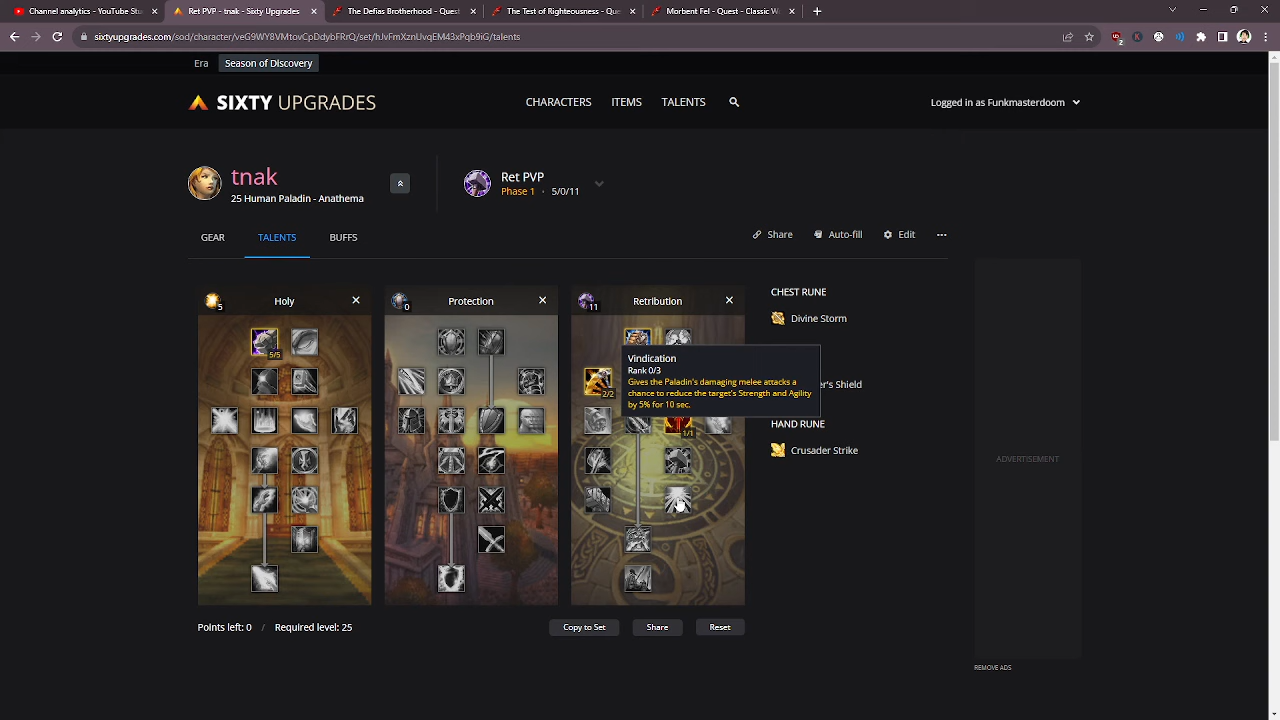 Channel analytics - YouTube Stu
Ret PVP - tnak - Sixty Upgrades
The Defias Brotherhood - Ques
The Test of Righteousness - Que
Morbent Fel - Quest - Classic W
sixtyupgrades.com/sod/character/veG9WY8VMtovCpDdybFRrQ/set/hJvFmXznUvqEM43xPqb9iG/talents
2
Era
Season of Discovery
SIXTY UPGRADES
CHARACTERS
ITEMS
TALENTS
Logged in as Funkmasterdoom
tnak
25 Human Paladin - Anathema
Ret PVP
Phase 1 · 5/0/11
GEAR
TALENTS
BUFFS
Share
Auto-fill
Edit
5
Holy
0
Protection
11
Retribution
CHEST RUNE
Divine Storm
5/5
2/2
Vindication
Rank 0/3
Gives the Paladin's damaging melee attacks a
chance to reduce the target's Strength and Agility
by 5% for 10 sec.
1/1
er's Shield
HAND RUNE
Crusader Strike
ADVERTISEMENT
Points left: 0 / Required level: 25
Copy to Set
Share
Reset
REMOVE ADS